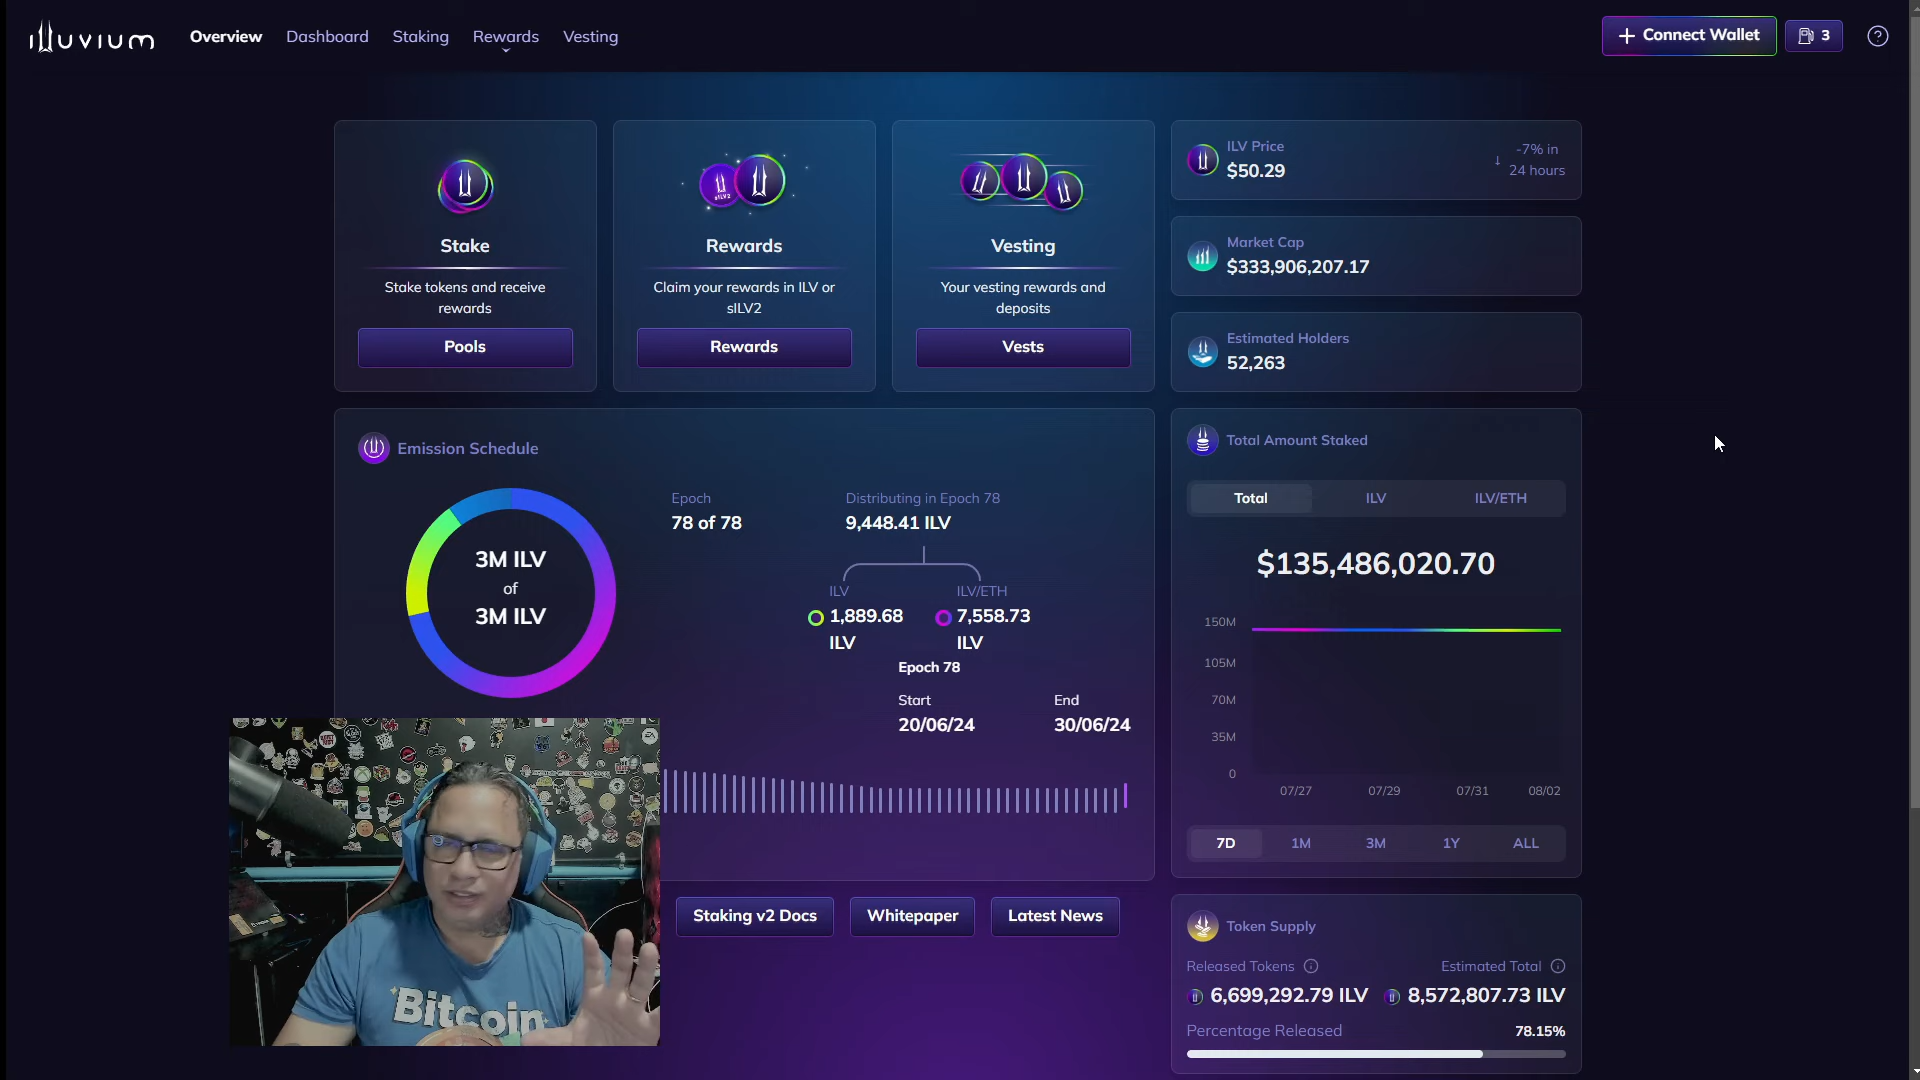 illuvium
Overview
Dashboard
Staking
Rewards
Vesting
Connect Wallet
3
Stake
Stake tokens and receive
rewards
Pools
Rewards
Claim your rewards in ILV or
sILV2
Rewards
Vesting
Your vesting rewards and
deposits
Vests
ILV Price
$50.29
-7% in
24 hours
Market Cap
$333,906,207.17
Estimated Holders
52,263
Emission Schedule
3M ILV
of
3M ILV
Epoch
78 of 78
Distributing in Epoch 78
9,448.41 ILV
ILV
1,889.68
ILV
ILV/ETH
7,558.73
ILV
Epoch 78
Start
20/06/24
End
30/06/24
Total Amount Staked
Total
ILV
ILV/ETH
$135,486,020.70
150M
105M
70M
35M
0
07/27
07/29
07/31
08/02
7D
1M
3M
1Y
ALL
Bitcoin
Staking v2 Docs
Whitepaper
Latest News
Token Supply
Released Tokens
Estimated Total
6,699,292.79 ILV
8,572,807.73 ILV
Percentage Released
78.15%